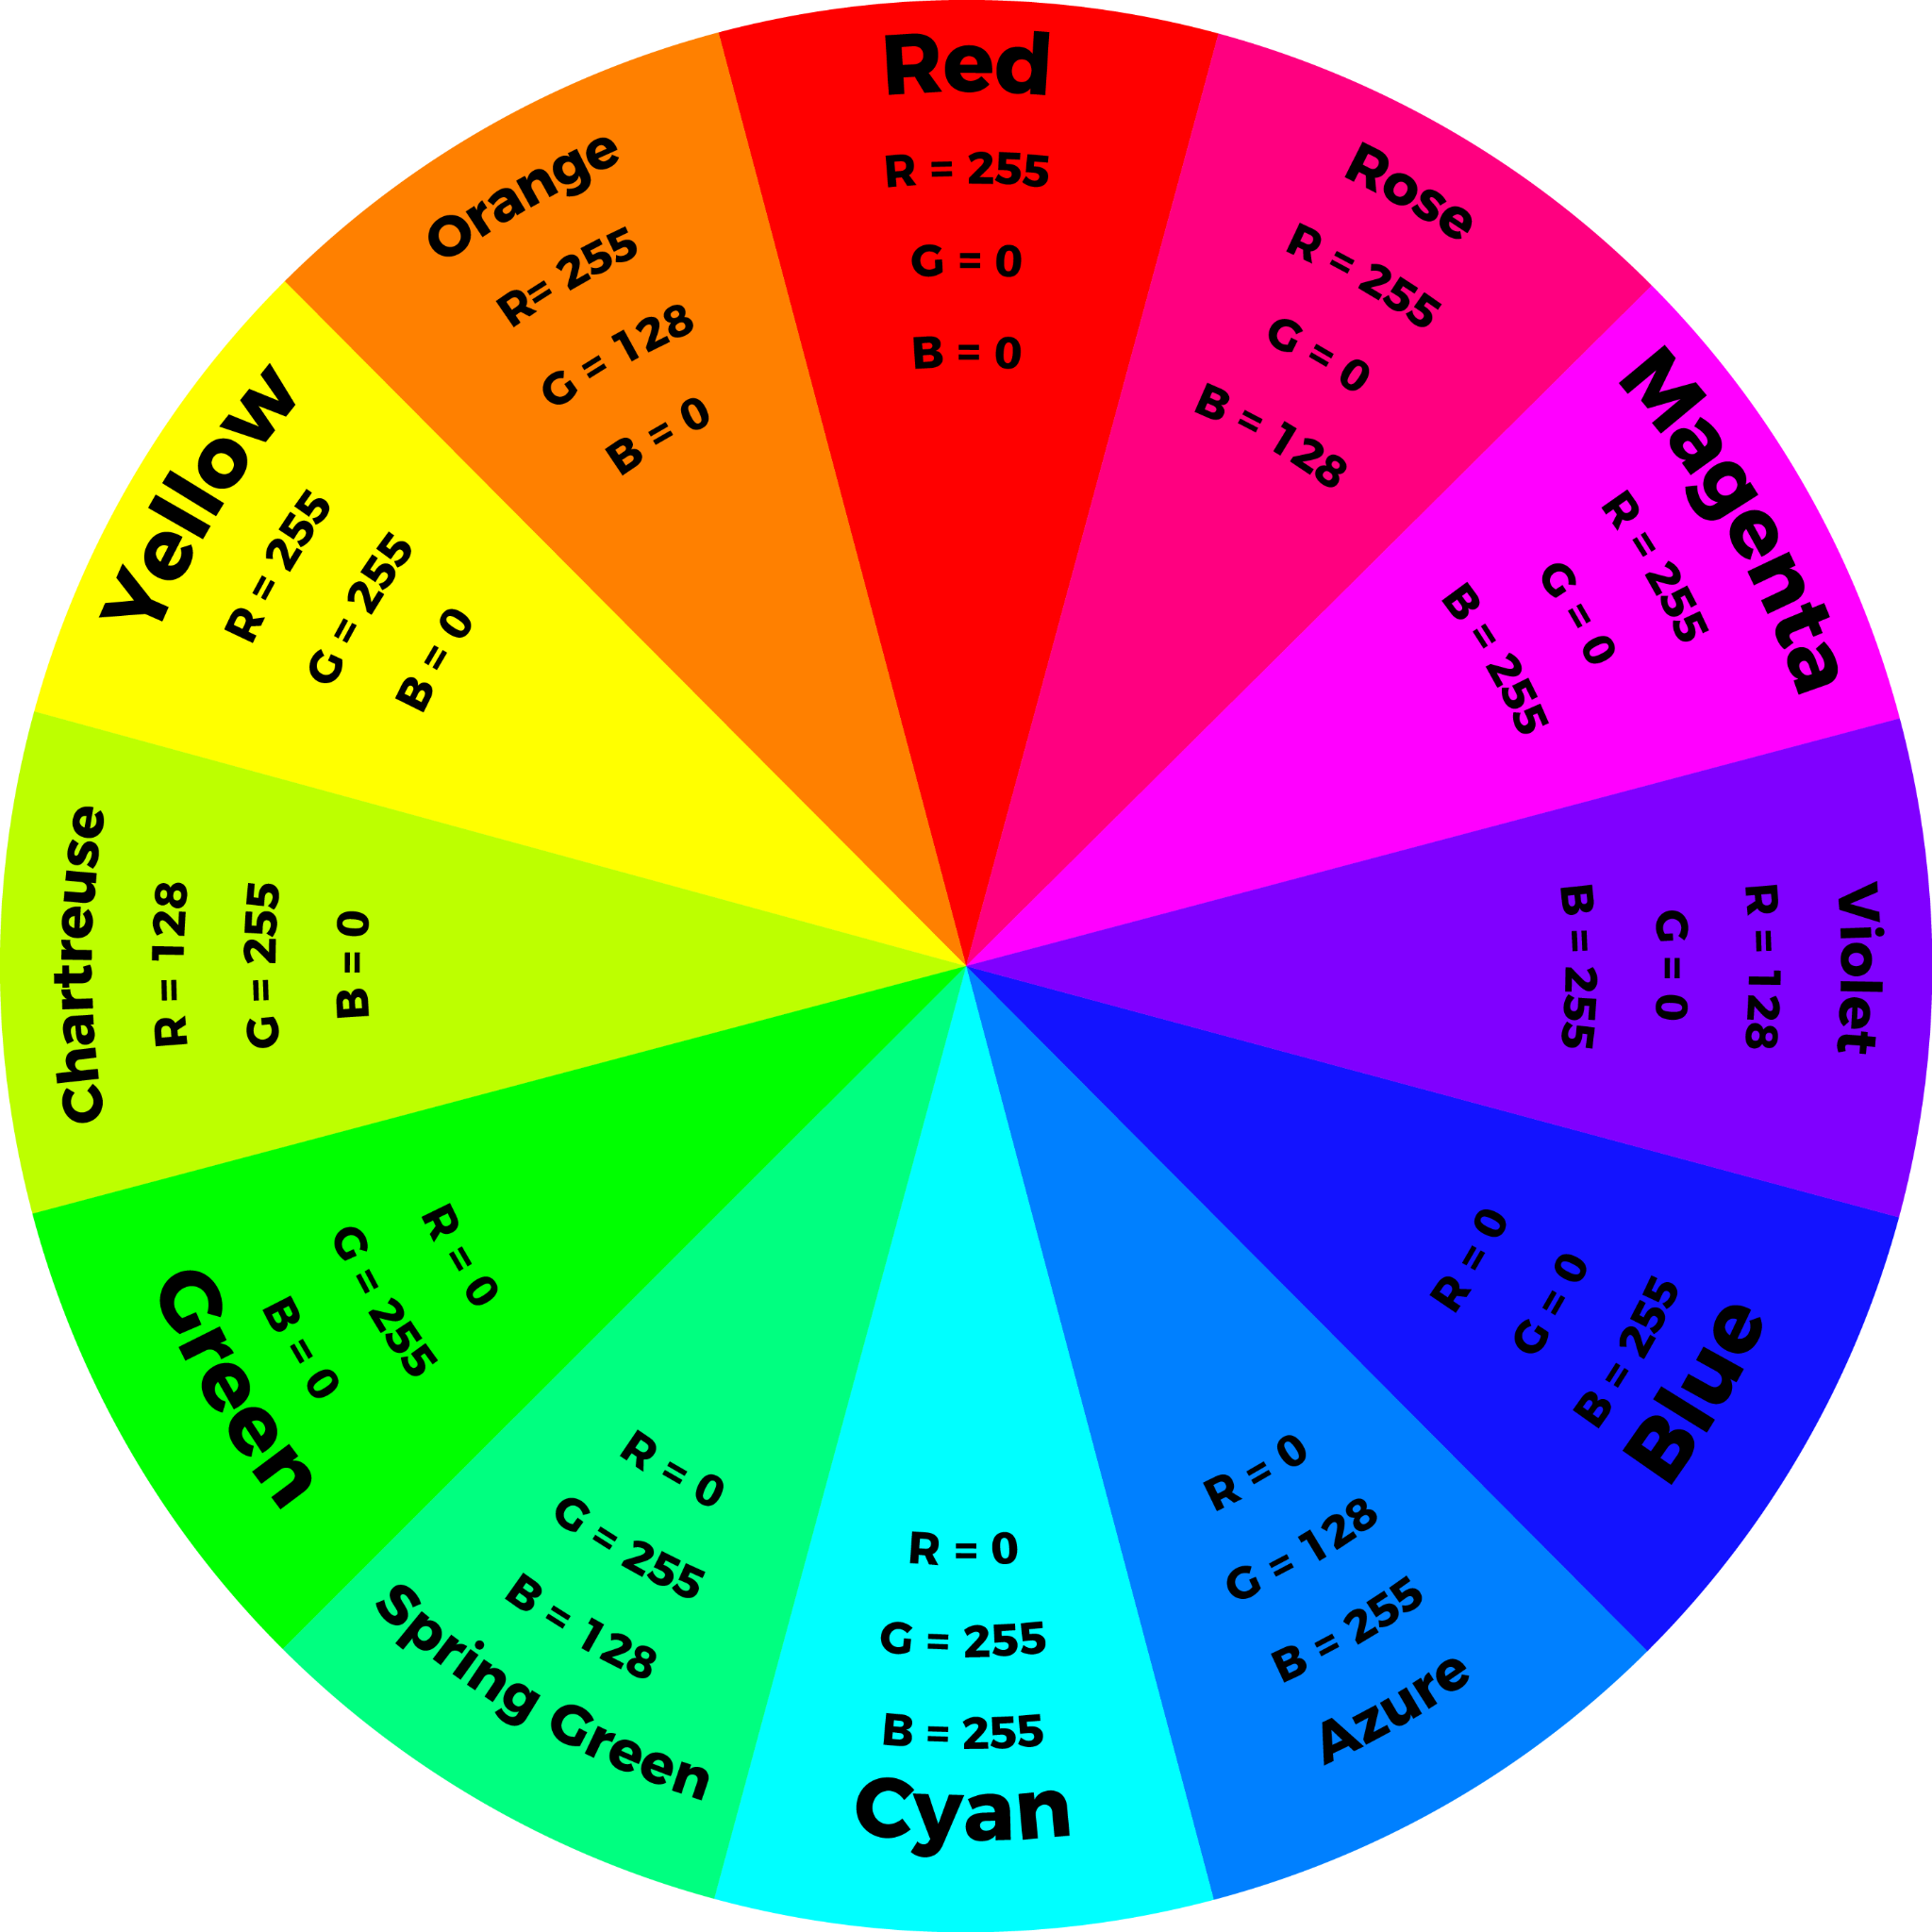 Red
R = 255
G = 0
B = 0
Rose
R = 255
G = 0
B = 128
Magenta
R = 255
G = 0
B = 255
Violet
R = 128
G = 0
B = 255
R = 0
G = 0
B = 255
Blue
R = 0
G = 128
B = 255
Azure
R = 0
G = 255
B = 255
Cyan
R = 0
G = 255
B = 128
Spring Green
R = 0
G = 255
B = 0
Green
Chartreuse
R = 128
G = 255
B = 0
Yellow
R = 255
G = 255
B = 0
Orange
R = 255
G = 128
B = 0